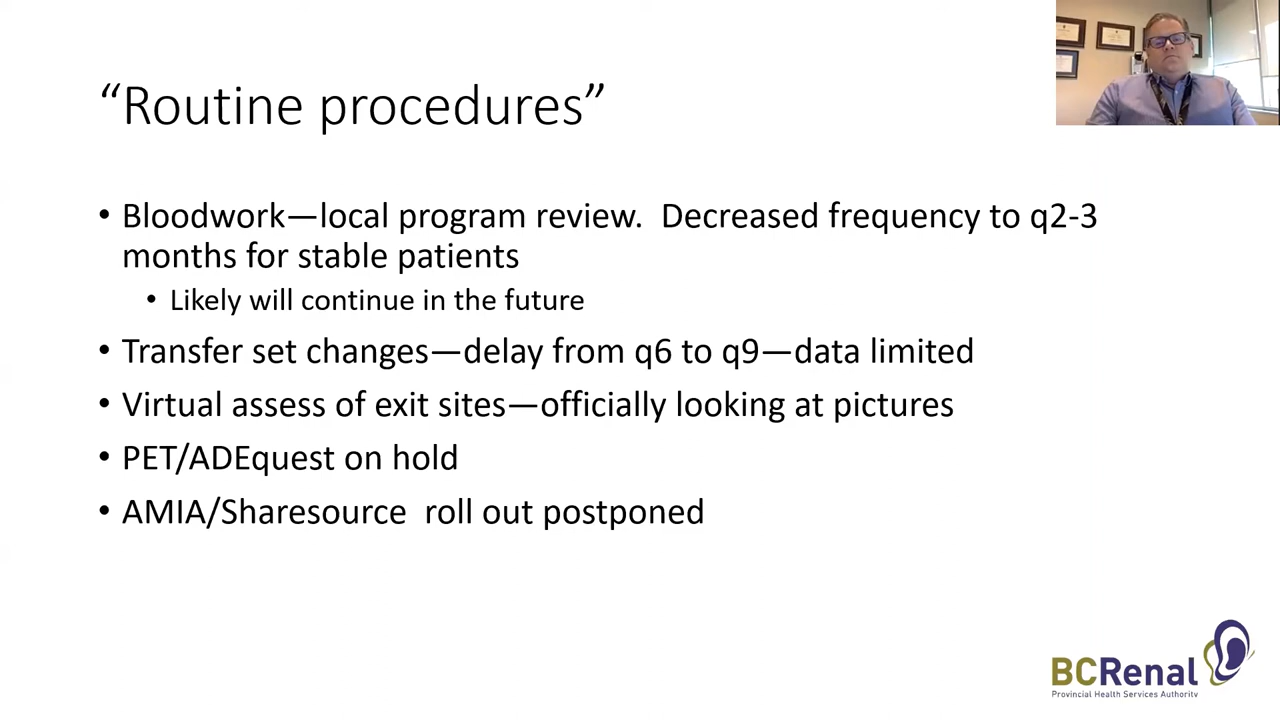 “Routine procedures”
• Bloodwork—local program review.  Decreased frequency to q2-3
months for stable patients
• Likely will continue in the future
• Transfer set changes—delay from q6 to q9—data limited
• Virtual assess of exit sites—officially looking at pictures
• PET/ADEquest on hold
• AMIA/Sharesource  roll out postponed
BCRenal
Provincial Health Services Authority